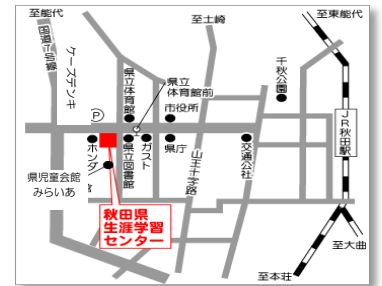 至能代
至土崎
至東能代
国道7号線
ケーズデンキ
県立体育館
県立
体育館前
市役所
千秋公園
P
JR秋田駅
ホンダ
県立図書館
ガスト
県庁
山王十字路
交通公社
県児童会館
みらいあ
秋田県
生涯学習
センター
至大曲
至本荘